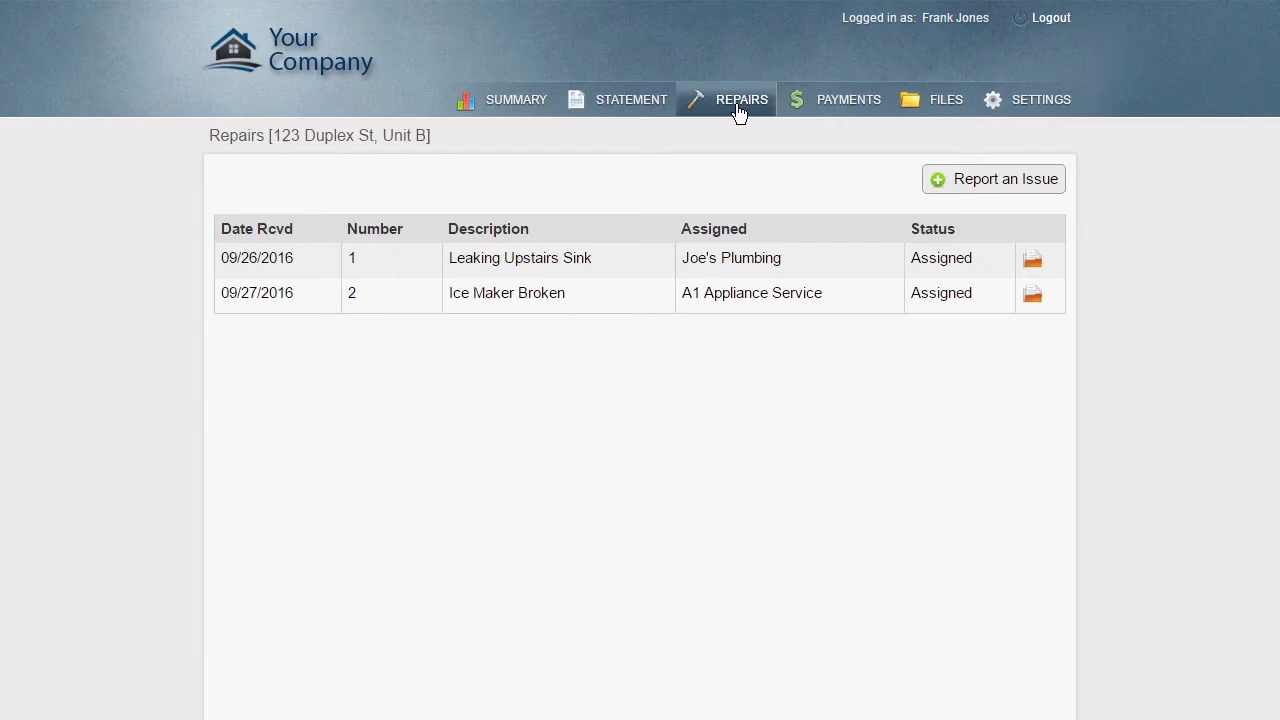 Logged in as: Frank Jones Logout
Your
Company
SUMMARY STATEMENT REPAIRS PAYMENTS FILES SETTINGS
Repairs [123 Duplex St, Unit B]
Report an Issue
Date Rcvd Number Description Assigned Status
09/26/2016 1 Leaking Upstairs Sink Joe's Plumbing Assigned
09/27/2016 2 Ice Maker Broken A1 Appliance Service Assigned